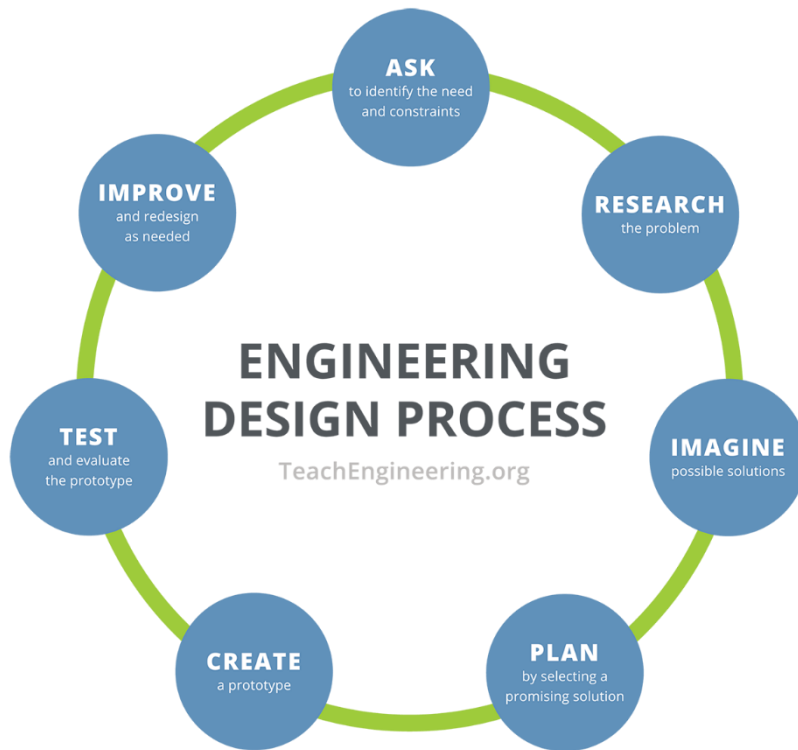 ASK
to identify the need
and constraints
RESEARCH
the problem
IMAGINE
possible solutions
PLAN
by selecting a
promising solution
CREATE
a prototype
TEST
and evaluate
the prototype
IMPROVE
and redesign
as needed
ENGINEERING
DESIGN PROCESS
TeachEngineering.org